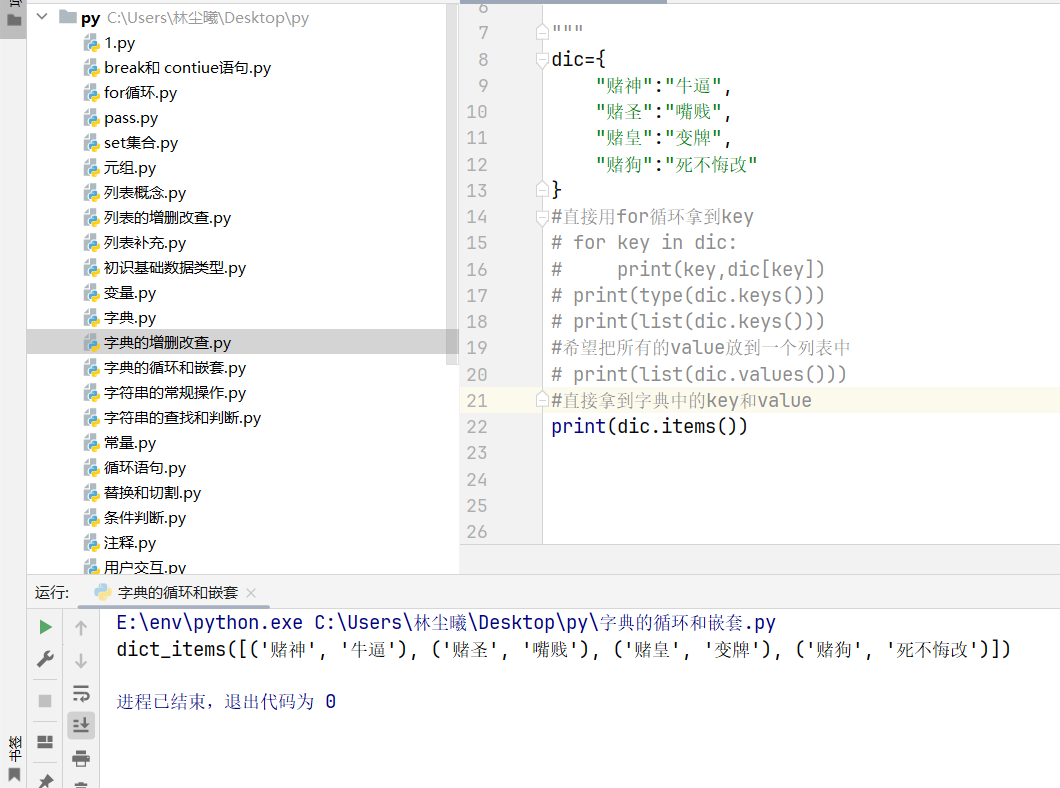 py C:\Users\林尘曦\Desktop\py
1.py
break和 contiue语句.py
for循环.py
pass.py
set集合.py
元组.py
列表概念.py
列表的增删改查.py
列表补充.py
初识基础数据类型.py
变量.py
字典.py
字典的增删改查.py
字典的循环和嵌套.py
字符串的常规操作.py
字符串的查找和判断.py
常量.py
循环语句.py
替换和切割.py
条件判断.py
注释.py
用户交互.py
6
7 """
8 dic={
9 "赌神":"牛逼",
10 "赌圣":"嘴贱",
11 "赌皇":"变牌",
12 "赌狗":"死不悔改"
13 }
14 #直接用for循环拿到key
15 # for key in dic:
16 #     print(key,dic[key])
17 # print(type(dic.keys()))
18 # print(list(dic.keys()))
19 #希望把所有的value放到一个列表中
20 # print(list(dic.values()))
21 #直接拿到字典中的key和value
22 print(dic.items())
23
24
25
26
运行: 字典的循环和嵌套
E:\env\python.exe C:\Users\林尘曦\Desktop\py\字典的循环和嵌套.py
dict_items([('赌神', '牛逼'), ('赌圣', '嘴贱'), ('赌皇', '变牌'), ('赌狗', '死不悔改')])
进程已结束，退出代码为 0
书签